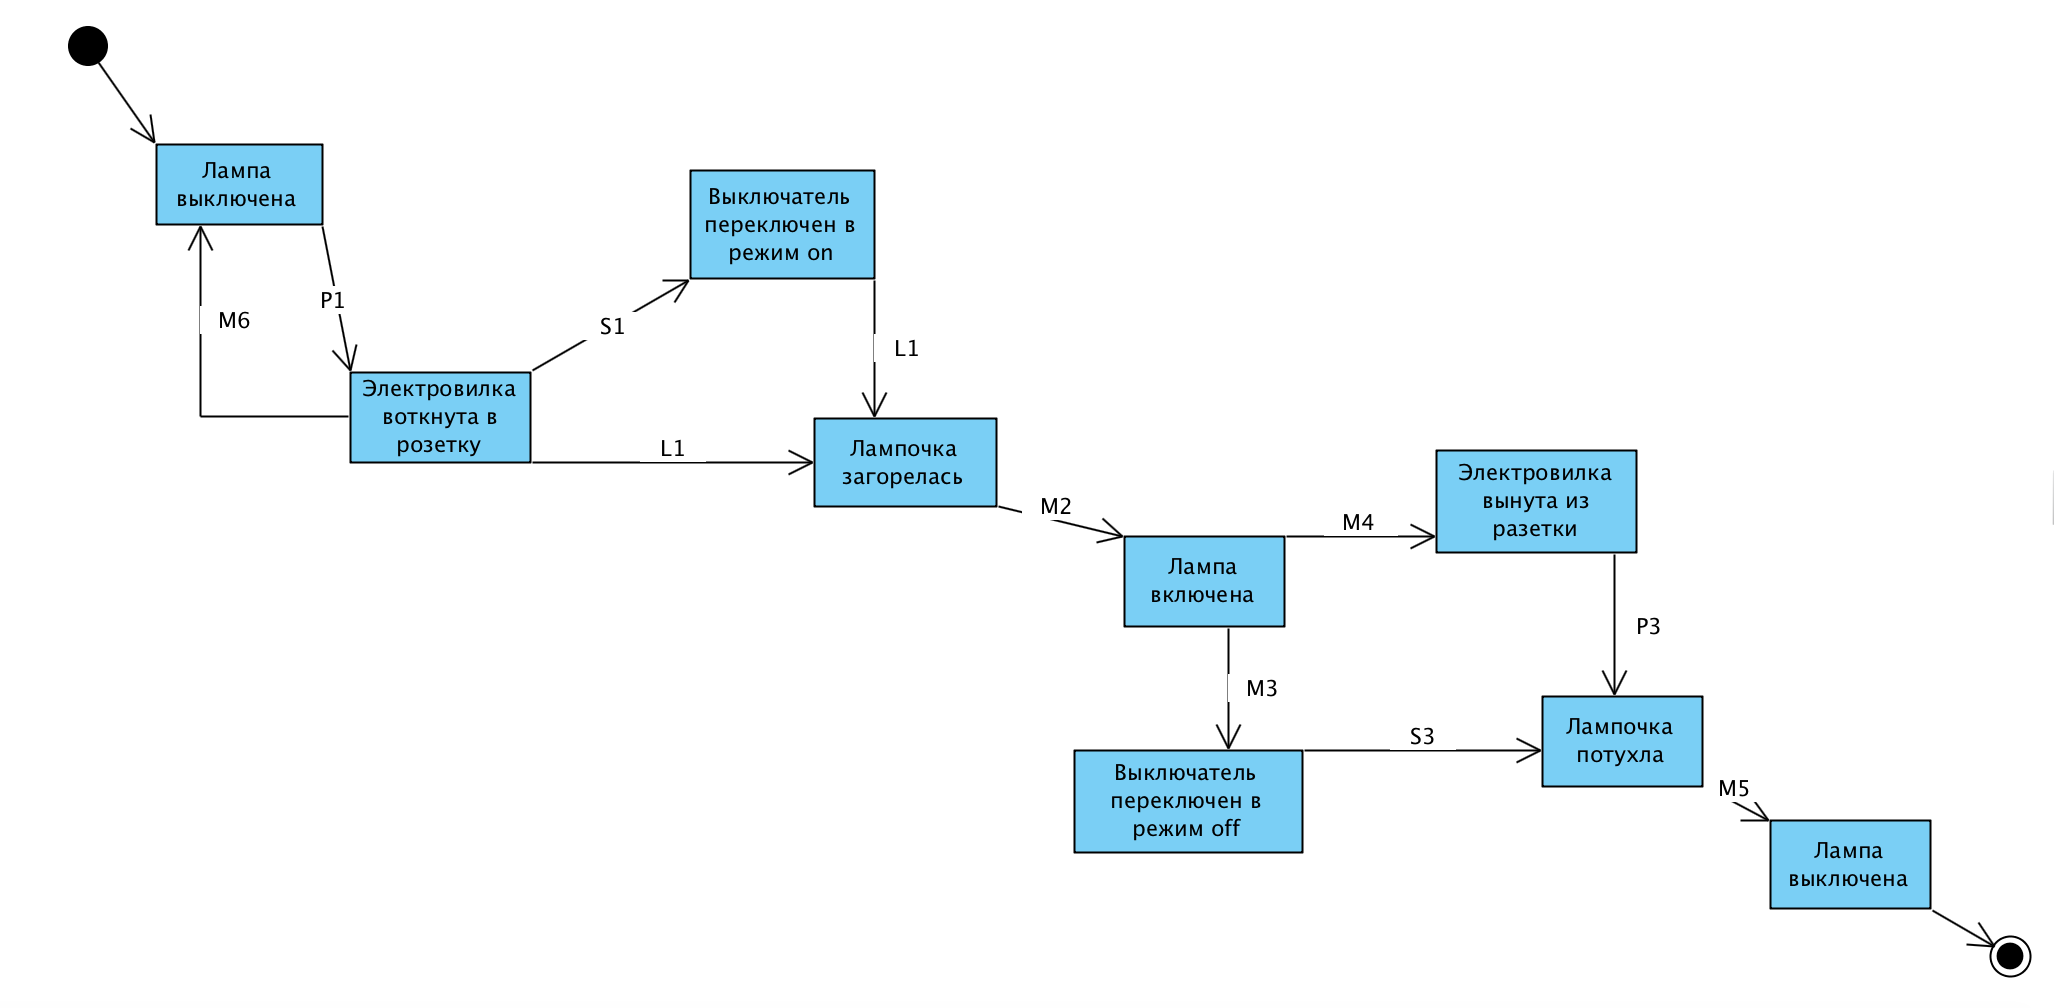 Лампа
выключена
Выключатель
переключен в
режим on
P1
M6
S1
L1
Электровилка
воткнута в
розетку
L1
Лампочка
загорелась
M2
Электровилка
вынута из
разетки
M4
Лампа
включена
P3
M3
S3
Лампочка
потухла
Выключатель
переключен в
режим off
M5
Лампа
выключена